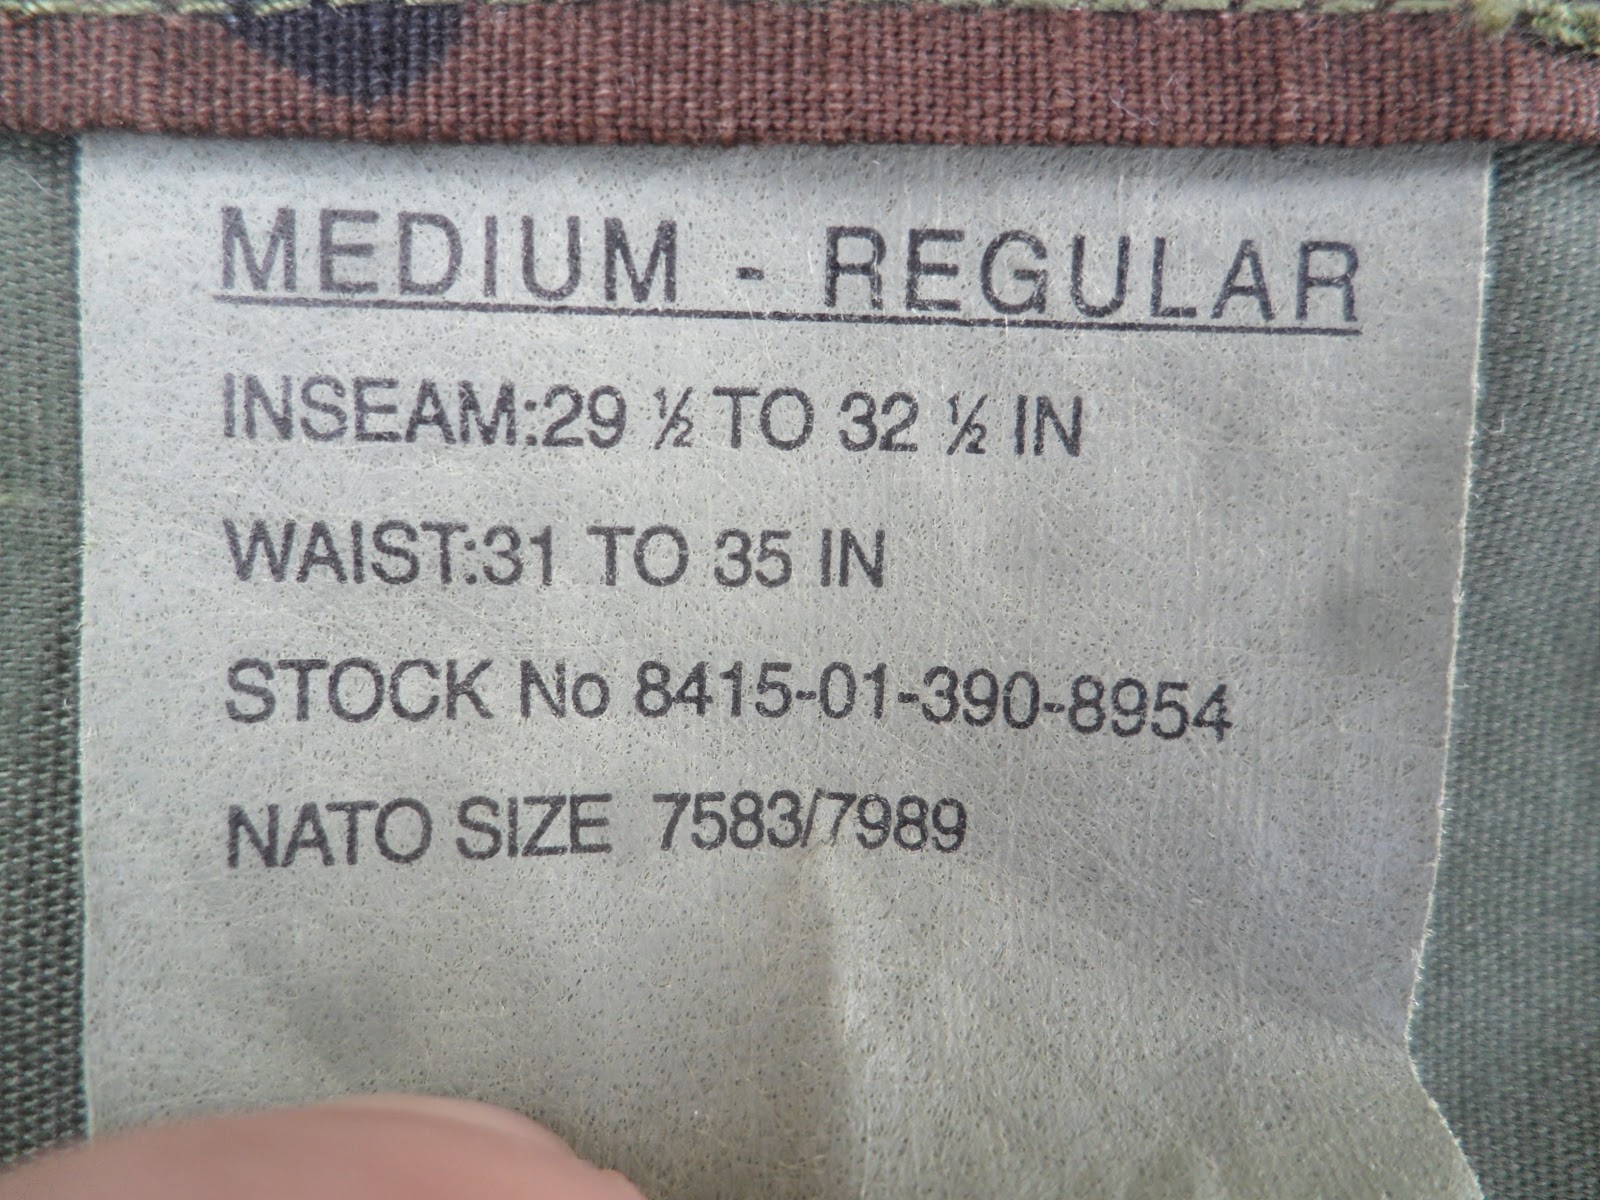 MEDIUM - REGULAR
INSEAM:29 ½ TO 32 ½ IN
WAIST:31 TO 35 IN
STOCK No 8415-01-390-8954
NATO SIZE 7583/7989